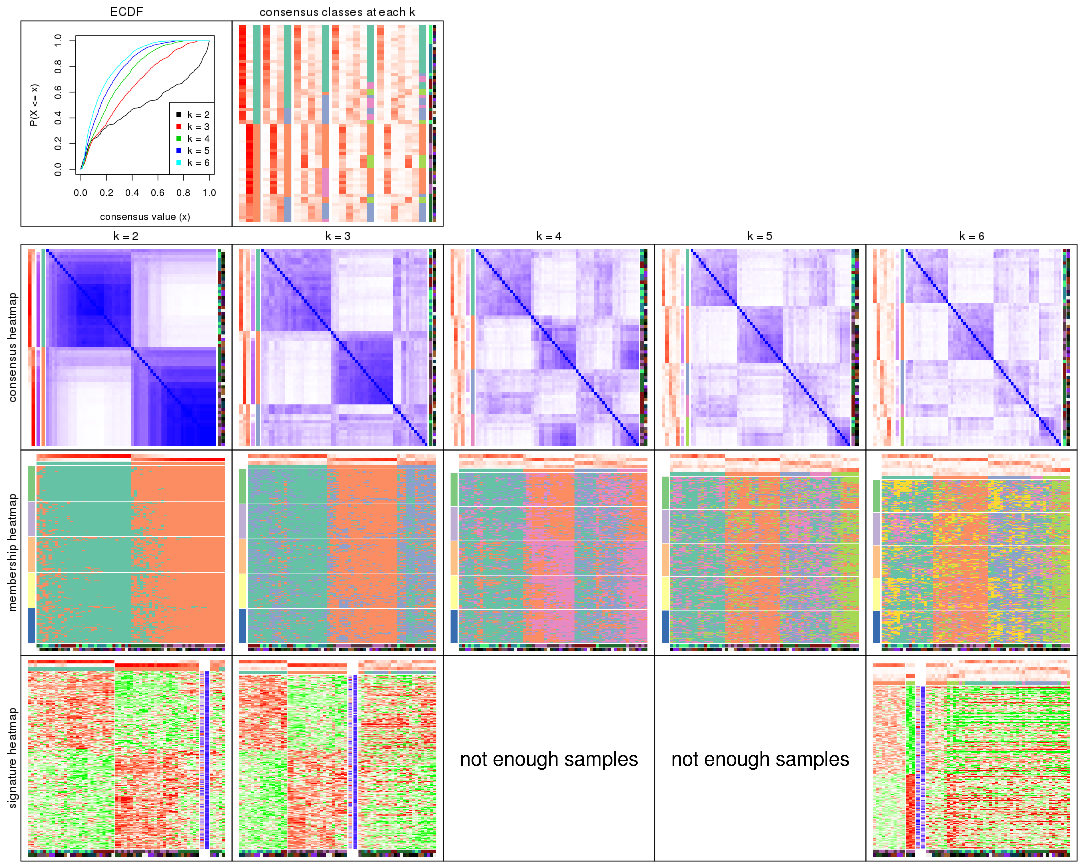 ECDF
consensus classes at each k
P(X <= x)
0.0 0.2 0.4 0.6 0.8 1.0
k = 2
k = 3
k = 4
k = 5
k = 6
0.0 0.2 0.4 0.6 0.8 1.0
consensus value (x)
k = 2
k = 3
k = 4
k = 5
k = 6
consensus heatmap
membership heatmap
signature heatmap
not enough samples
not enough samples